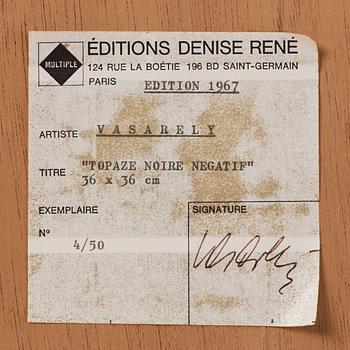 MULTIPLE
ÉDITIONS DENISE RENÉ
124 RUE LA BOÉTIE 196 BD SAINT-GERMAIN
PARIS EDITION 1967
ARTISTE VASARELY
TITRE "TOPAZE NOIRE NEGATIF"
36 x 36 cm
EXEMPLAIRE
SIGNATURE
N° 4/50
Vasarely